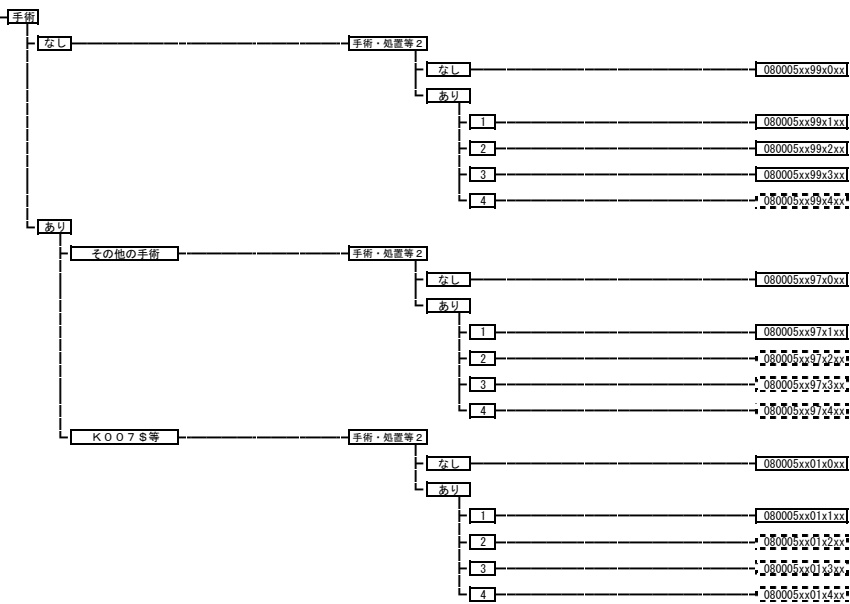 手術
なし 手術・処置等2
なし 080005xx99x0xx
あり
1 080005xx99x1xx
2 080005xx99x2xx
3 080005xx99x3xx
4 080005xx99x4xx
あり
その他の手術 手術・処置等2
なし 080005xx97x0xx
あり
1 080005xx97x1xx
2 080005xx97x2xx
3 080005xx97x3xx
4 080005xx97x4xx
K007$等 手術・処置等2
なし 080005xx01x0xx
あり
1 080005xx01x1xx
2 080005xx01x2xx
3 080005xx01x3xx
4 080005xx01x4xx